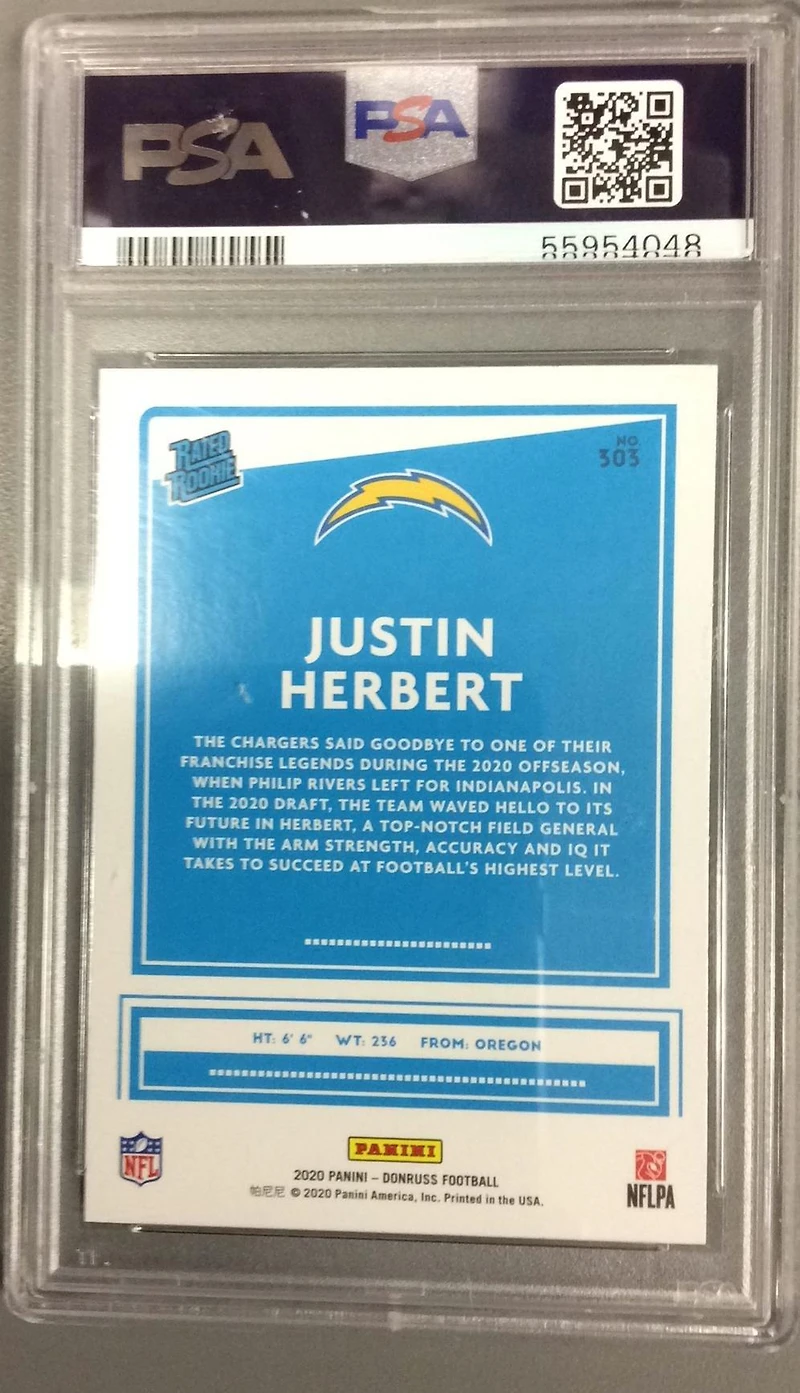 PSA
PSA
55954048
RATED
ROOKIE
NO.
303
JUSTIN
HERBERT
THE CHARGERS SAID GOODBYE TO ONE OF THEIR
FRANCHISE LEGENDS DURING THE 2020 OFFSEASON,
WHEN PHILIP RIVERS LEFT FOR INDIANAPOLIS. IN
THE 2020 DRAFT, THE TEAM WAVED HELLO TO ITS
FUTURE IN HERBERT, A TOP-NOTCH FIELD GENERAL
WITH THE ARM STRENGTH, ACCURACY AND IQ IT
TAKES TO SUCCEED AT FOOTBALL'S HIGHEST LEVEL.
HT: 6' 6" WT: 236 FROM: OREGON
NFL
PANINI
2020 PANINI – DONRUSS FOOTBALL
帕尼尼 © 2020 Panini America, Inc. Printed in the USA.
NFLPA